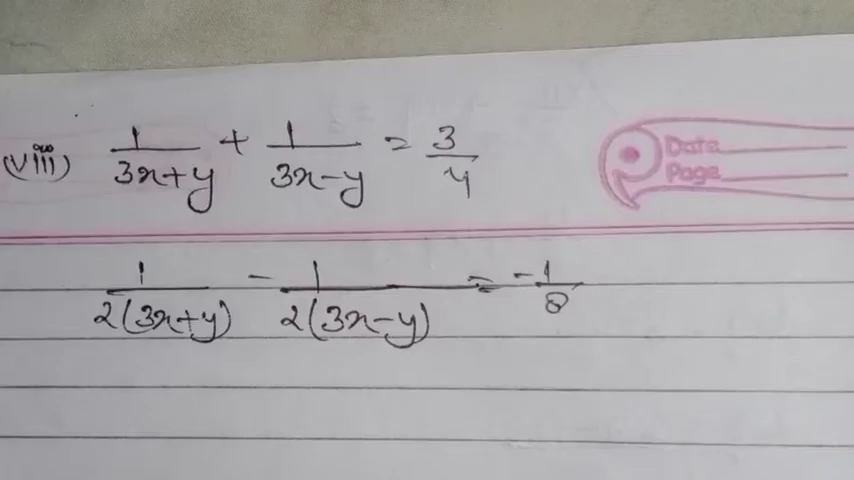 (viii) 1/(3x+y) + 1/(3x-y) = 3/4
Date
Page
1/(2(3x+y)) - 1/(2(3x-y)) = -1/8